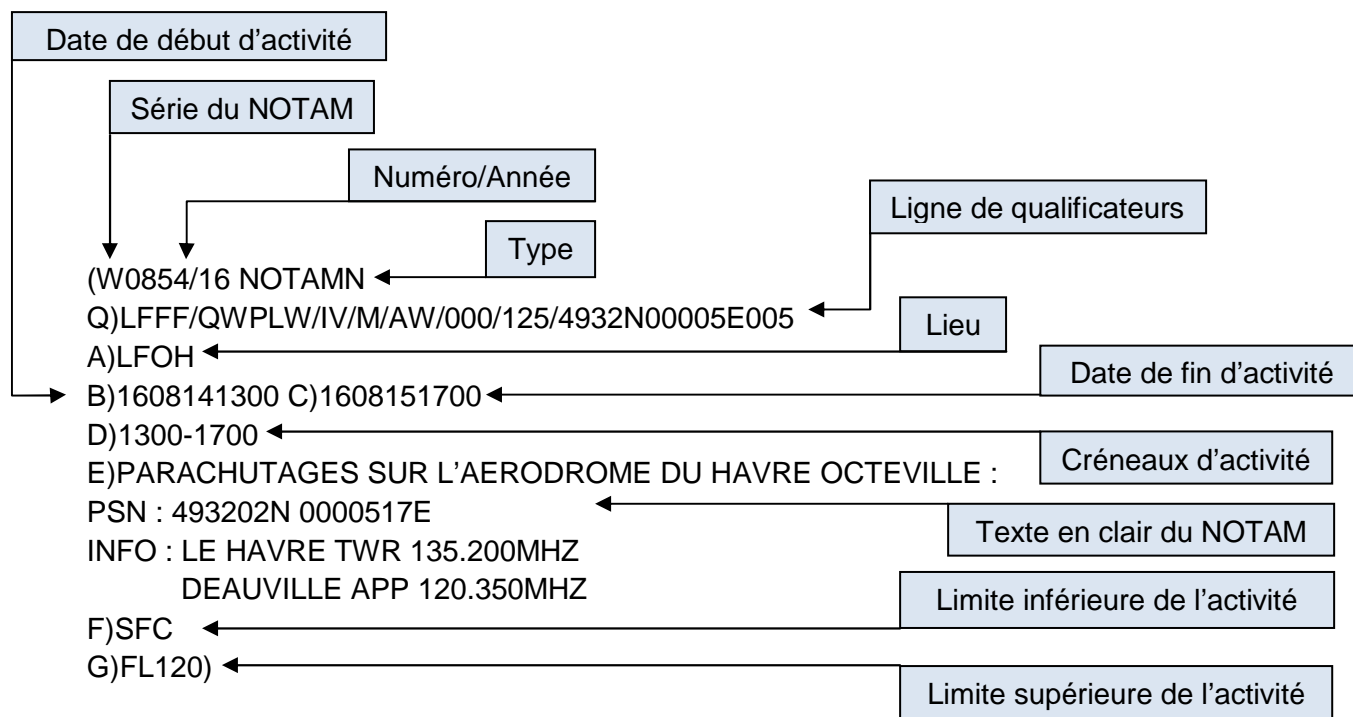 Date de début d'activité
Série du NOTAM
Numéro/Année
Ligne de qualificateurs
Type
(W0854/16 NOTAMN
Q)LFFF/QWPLW/IV/M/AW/000/125/4932N00005E005
Lieu
A)LFOH
Date de fin d'activité
B)1608141300 C)1608151700
D)1300-1700
Créneaux d'activité
E)PARACHUTAGES SUR L'AERODROME DU HAVRE OCTEVILLE :
PSN : 493202N 0000517E
Texte en clair du NOTAM
INFO : LE HAVRE TWR 135.200MHZ
DEAUVILLE APP 120.350MHZ
Limite inférieure de l'activité
F)SFC
G)FL120)
Limite supérieure de l'activité